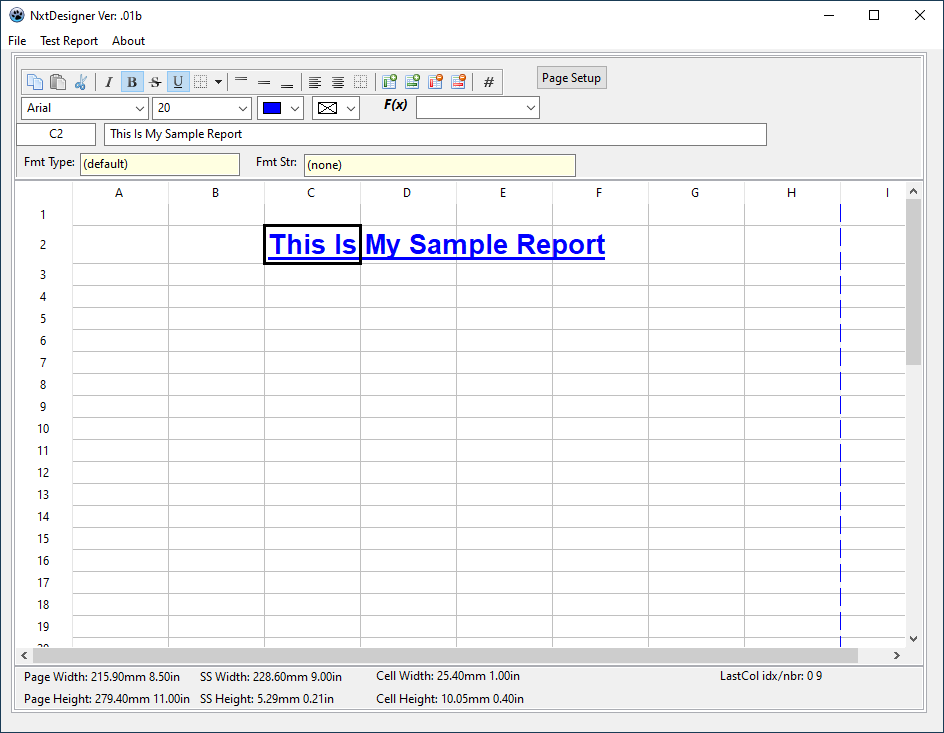 NxtDesigner Ver: .01b
File Test Report About
I B S U # Page Setup
Arial 20 F(x)
C2 This Is My Sample Report
Fmt Type: (default) Fmt Str: (none)
A B C D E F G H I
1
2 This Is My Sample Report
3
4
5
6
7
8
9
10
11
12
13
14
15
16
17
18
19
20
Page Width: 215.90mm 8.50in SS Width: 228.60mm 9.00in Cell Width: 25.40mm 1.00in LastCol idx/nbr: 0 9
Page Height: 279.40mm 11.00in SS Height: 5.29mm 0.21in Cell Height: 10.05mm 0.40in